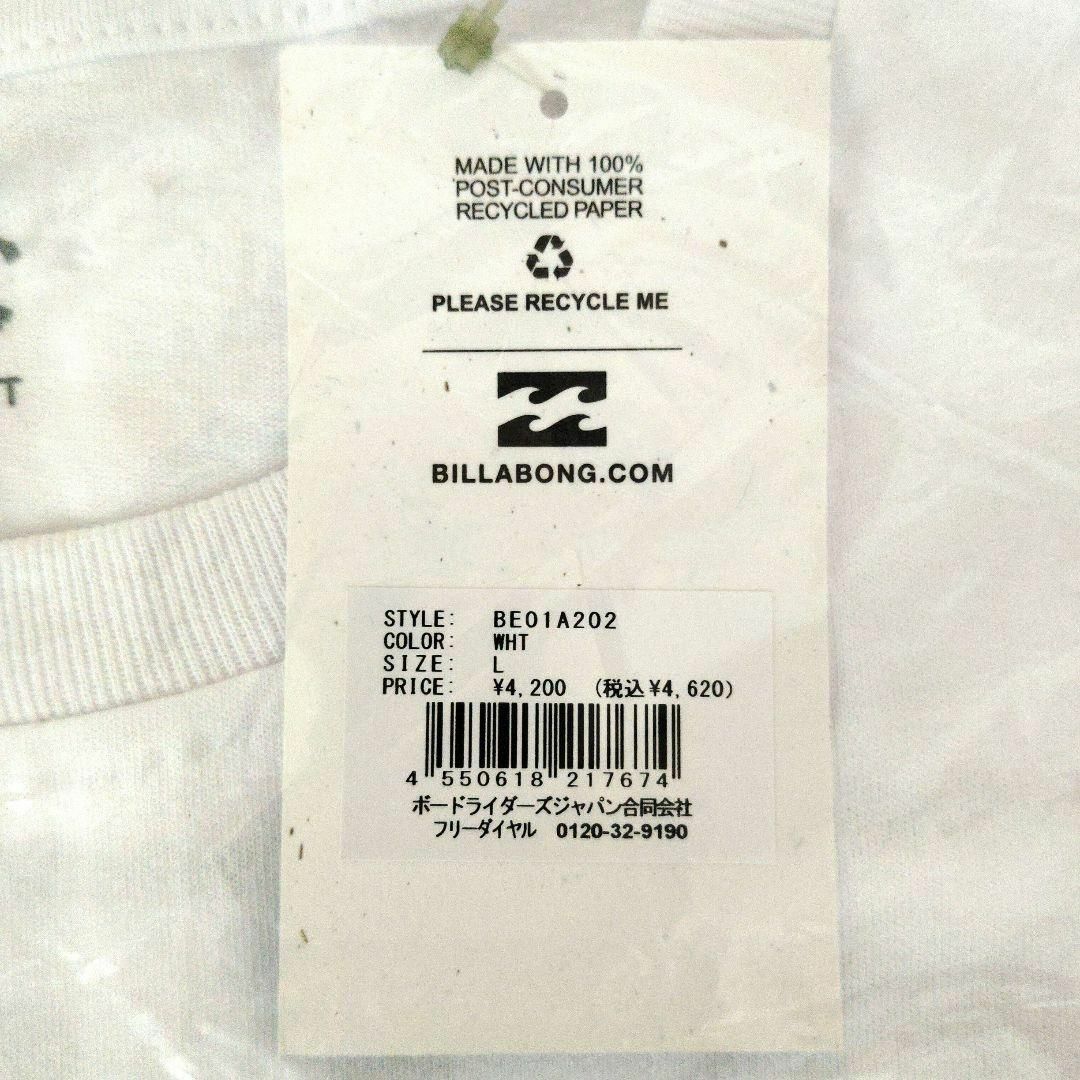 MADE WITH 100%
POST-CONSUMER
RECYCLED PAPER
PLEASE RECYCLE ME
BILLABONG.COM
STYLE: BE01A202
COLOR: WHT
SIZE: L
PRICE: ¥4,200 (税込¥4,620)
4 550618 217674
ボードライダーズジャパン合同会社
フリーダイヤル 0120-32-9190
T